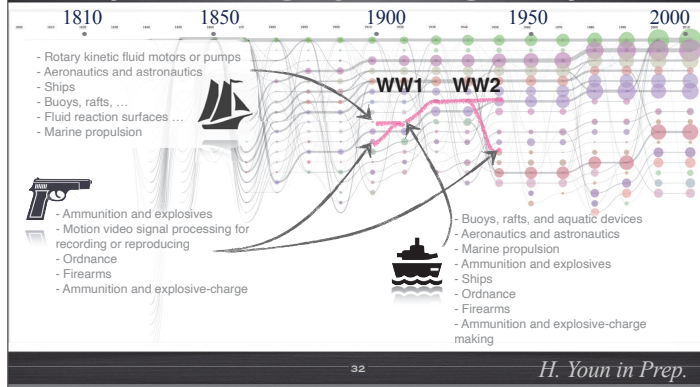 1810
1850
1900
1950
2000
- Rotary kinetic fluid motors or pumps
- Aeronautics and astronautics
- Ships
- Buoys, rafts, …
- Fluid reaction surfaces …
- Marine propulsion
WW1
WW2
- Ammunition and explosives
- Motion video signal processing for
recording or reproducing
- Ordnance
- Firearms
- Ammunition and explosive-charge
- Buoys, rafts, and aquatic devices
- Aeronautics and astronautics
- Marine propulsion
- Ammunition and explosives
- Ships
- Ordnance
- Firearms
- Ammunition and explosive-charge
making
32
H. Youn in Prep.